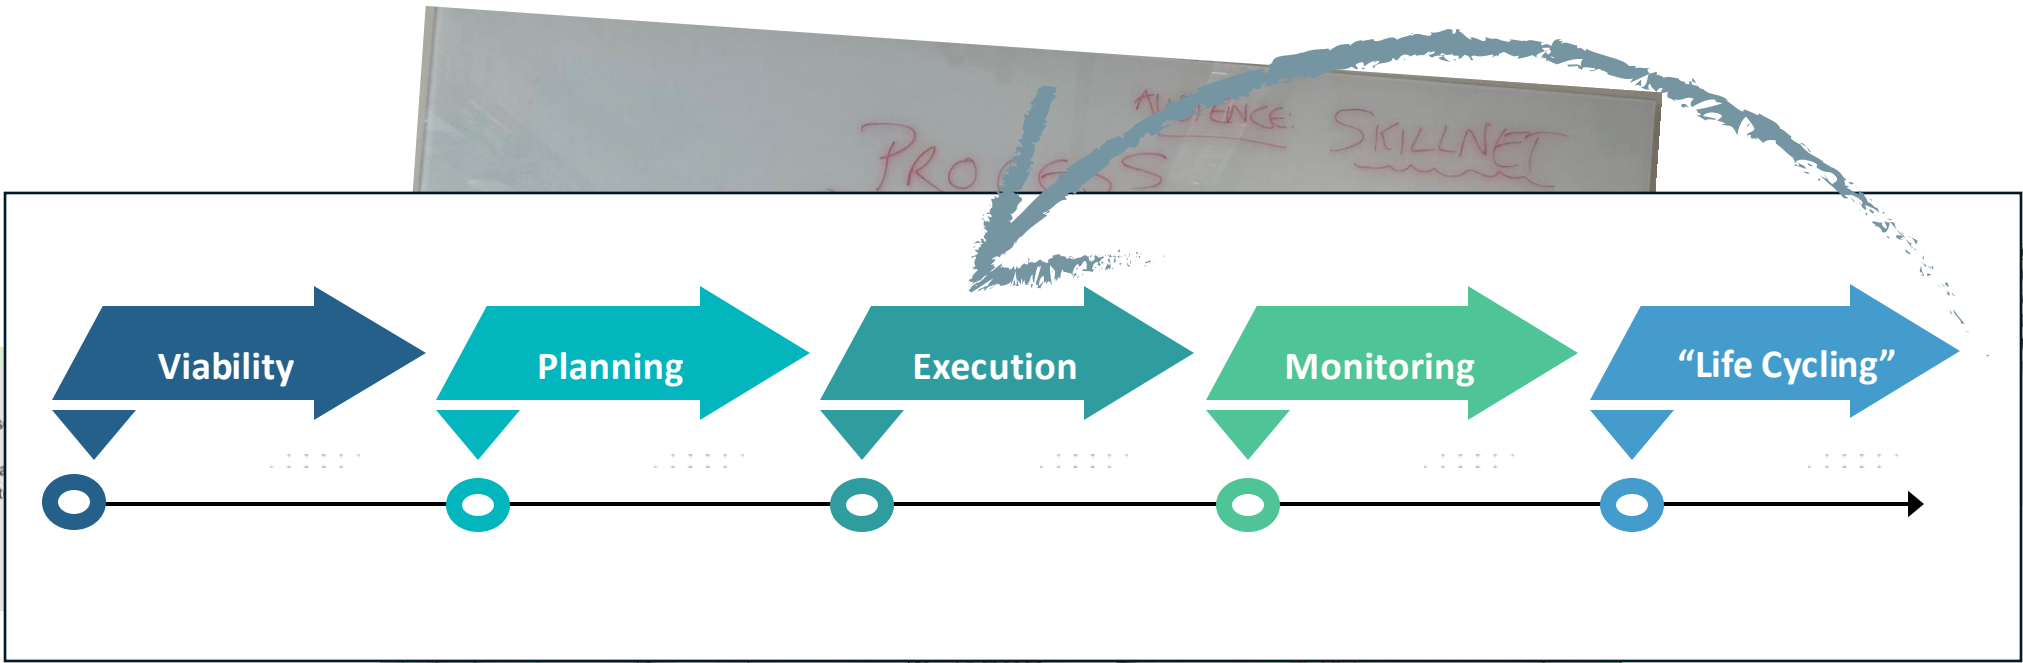 AUDIENCE: SKILLNET
PROCESS
Viability
Planning
Execution
Monitoring
“Life Cycling”